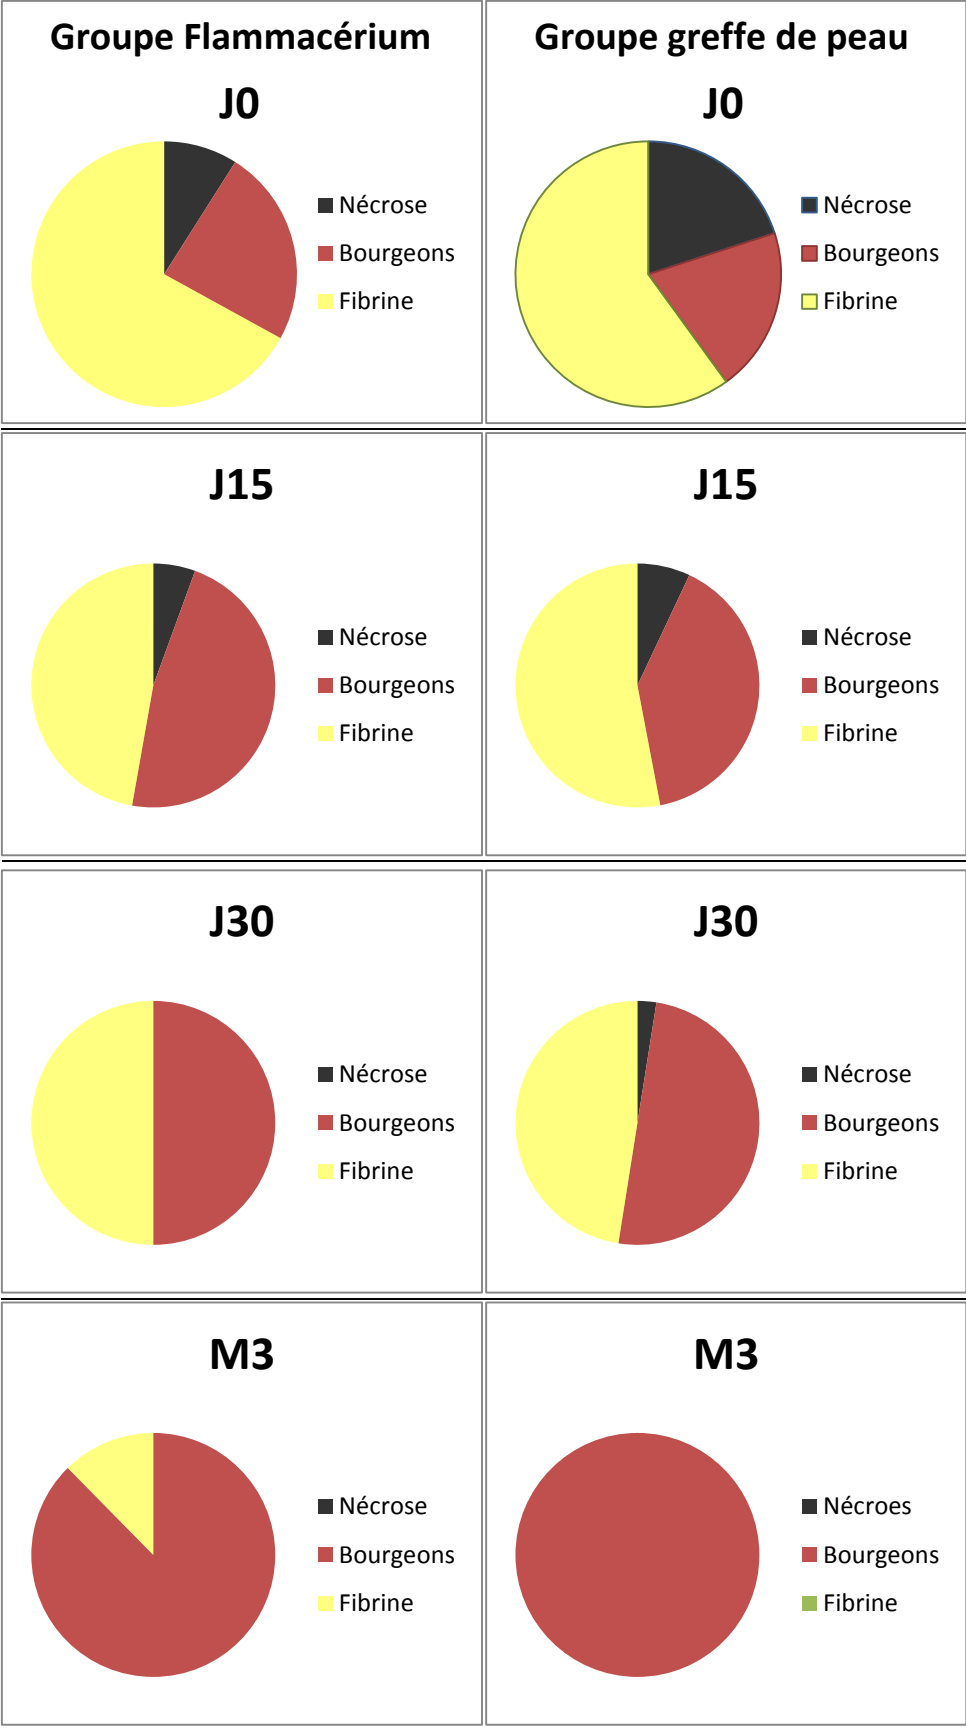 Groupe Flammacérium
J0
Nécrose
Bourgeons
Fibrine
Groupe greffe de peau
J0
Nécrose
Bourgeons
Fibrine
J15
Nécrose
Bourgeons
Fibrine
J15
Nécrose
Bourgeons
Fibrine
J30
Nécrose
Bourgeons
Fibrine
J30
Nécrose
Bourgeons
Fibrine
M3
Nécrose
Bourgeons
Fibrine
M3
Nécroes
Bourgeons
Fibrine